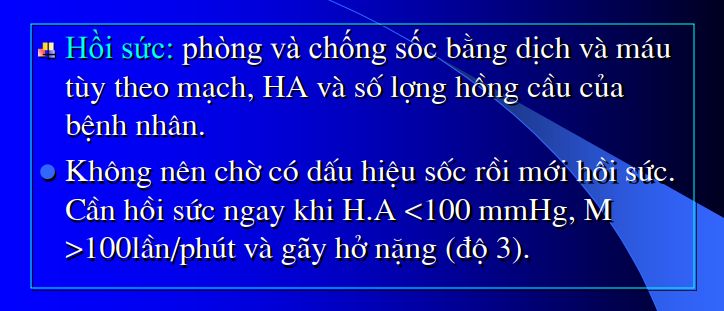 Hồi sức: phòng và chống sốc bằng dịch và máu
tùy theo mạch, HA và số lợng hồng cầu của
bệnh nhân.
Không nên chờ có dấu hiệu sốc rồi mới hồi sức.
Cần hồi sức ngay khi H.A <100 mmHg, M
>100lần/phút và gãy hở nặng (độ 3).